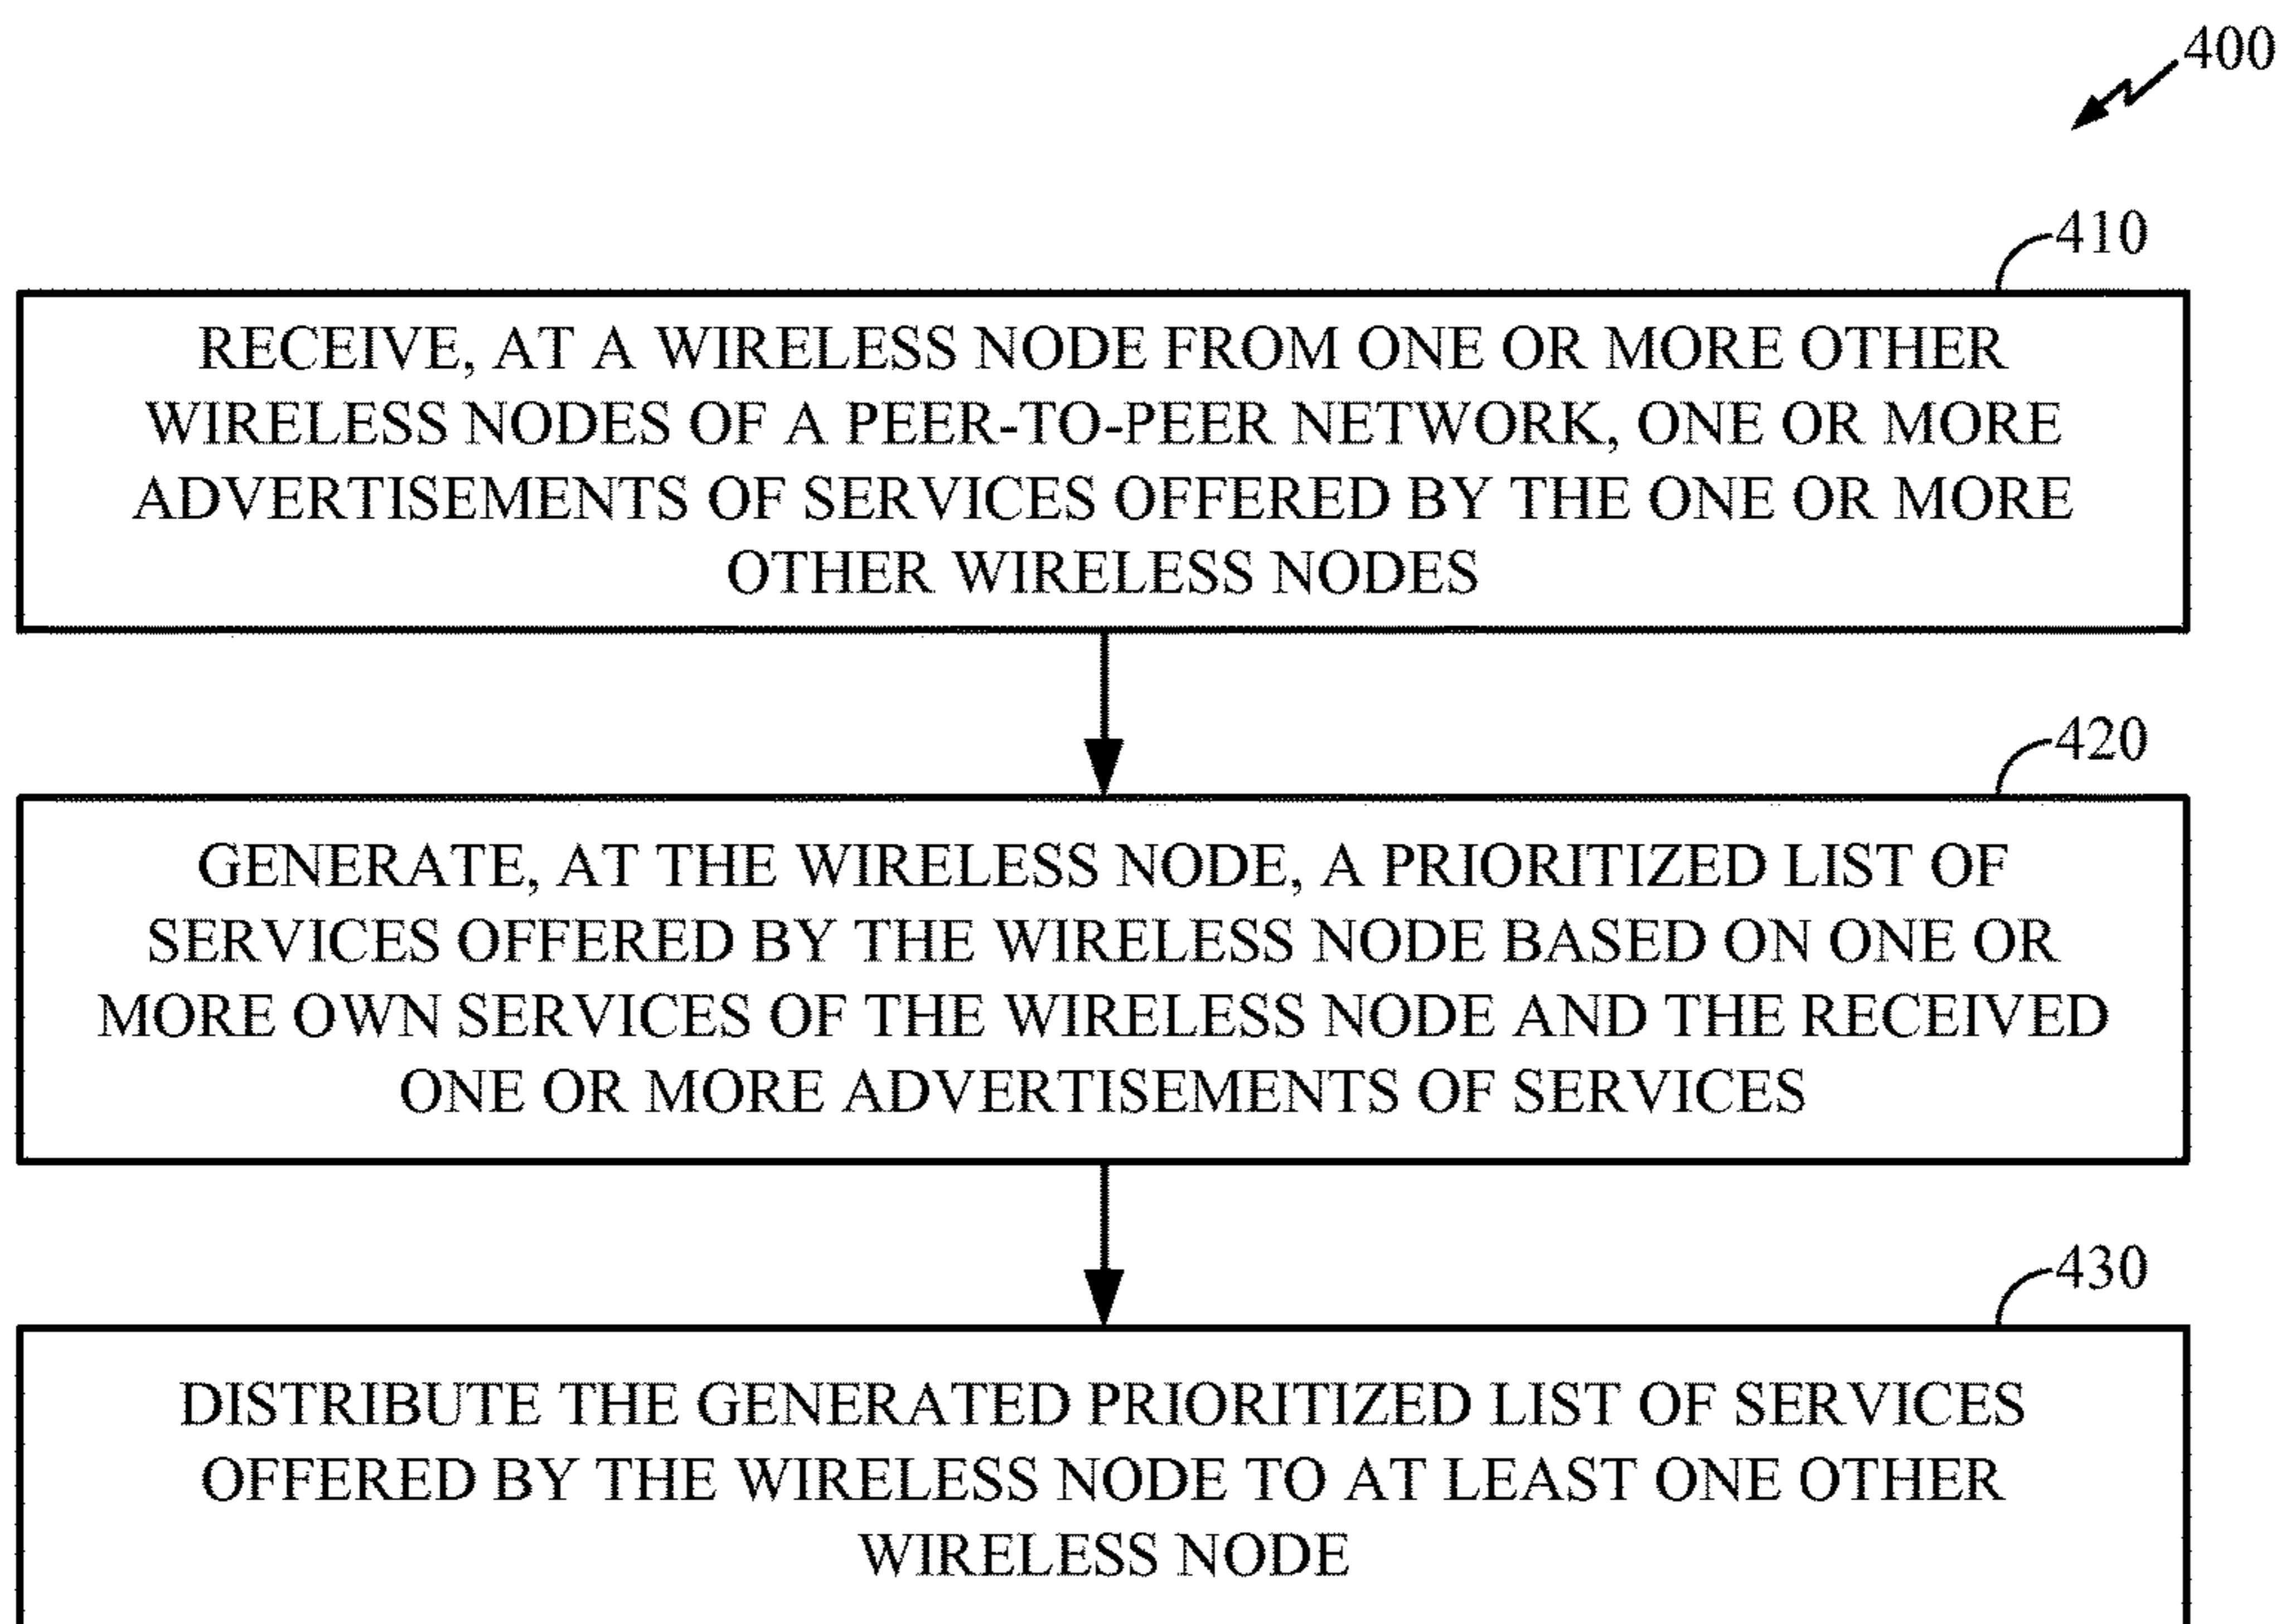 400
410
RECEIVE, AT A WIRELESS NODE FROM ONE OR MORE OTHER
WIRELESS NODES OF A PEER-TO-PEER NETWORK, ONE OR MORE
ADVERTISEMENTS OF SERVICES OFFERED BY THE ONE OR MORE
OTHER WIRELESS NODES
420
GENERATE, AT THE WIRELESS NODE, A PRIORITIZED LIST OF
SERVICES OFFERED BY THE WIRELESS NODE BASED ON ONE OR
MORE OWN SERVICES OF THE WIRELESS NODE AND THE RECEIVED
ONE OR MORE ADVERTISEMENTS OF SERVICES
430
DISTRIBUTE THE GENERATED PRIORITIZED LIST OF SERVICES
OFFERED BY THE WIRELESS NODE TO AT LEAST ONE OTHER
WIRELESS NODE